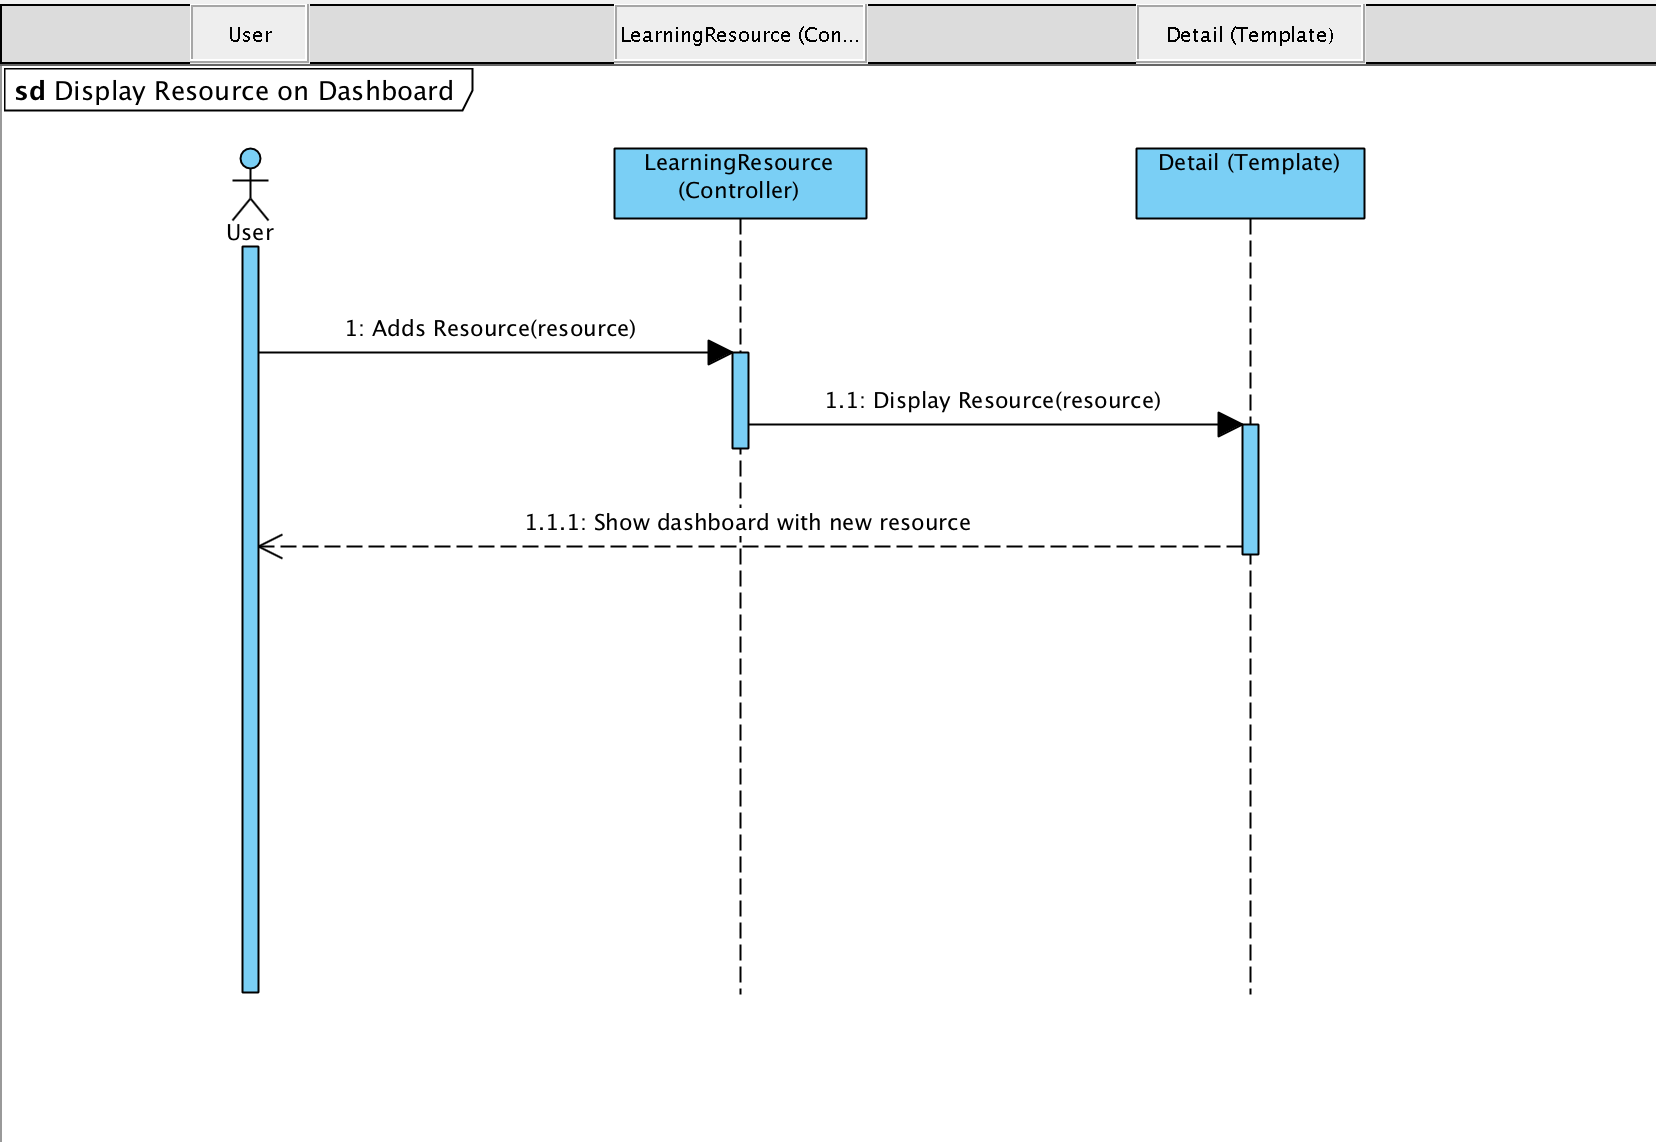 User
LearningResource (Con...
Detail (Template)
sd Display Resource on Dashboard
User
LearningResource
(Controller)
Detail (Template)
1: Adds Resource(resource)
1.1: Display Resource(resource)
1.1.1: Show dashboard with new resource